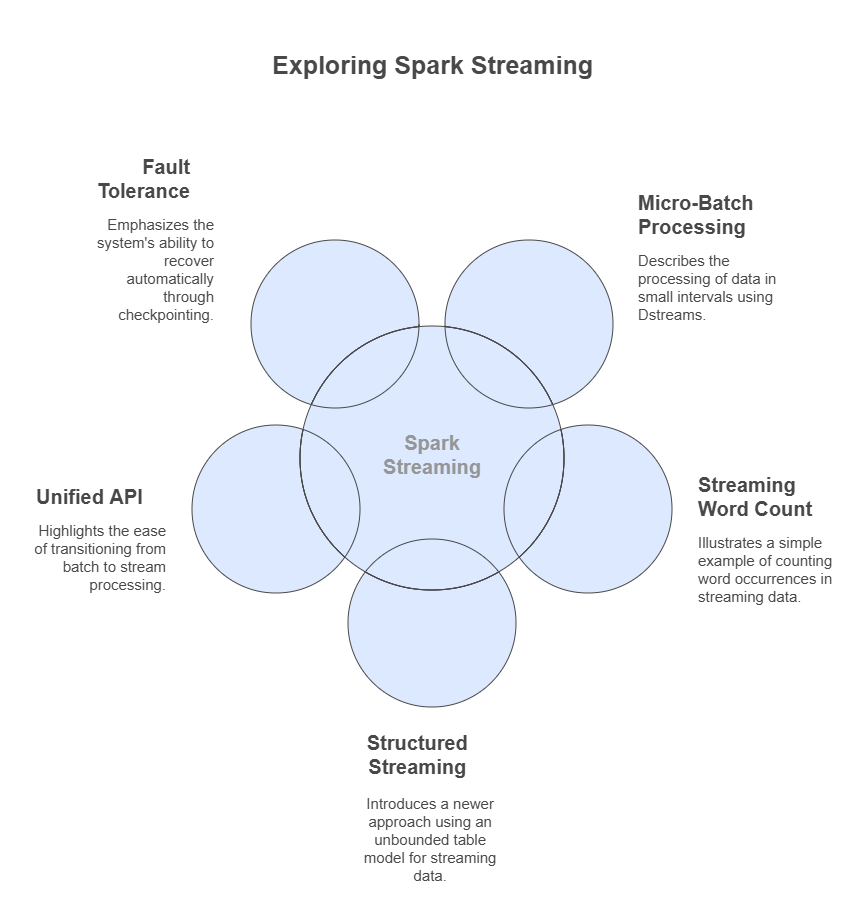 Exploring Spark Streaming
Fault
Tolerance
Emphasizes the
system's ability to
recover
automatically
through
checkpointing.
Micro-Batch
Processing
Describes the
processing of data in
small intervals using
Dstreams.
Spark
Streaming
Unified API
Highlights the ease
of transitioning from
batch to stream
processing.
Streaming
Word Count
Illustrates a simple
example of counting
word occurrences in
streaming data.
Structured
Streaming
Introduces a newer
approach using an
unbounded table
model for streaming
data.